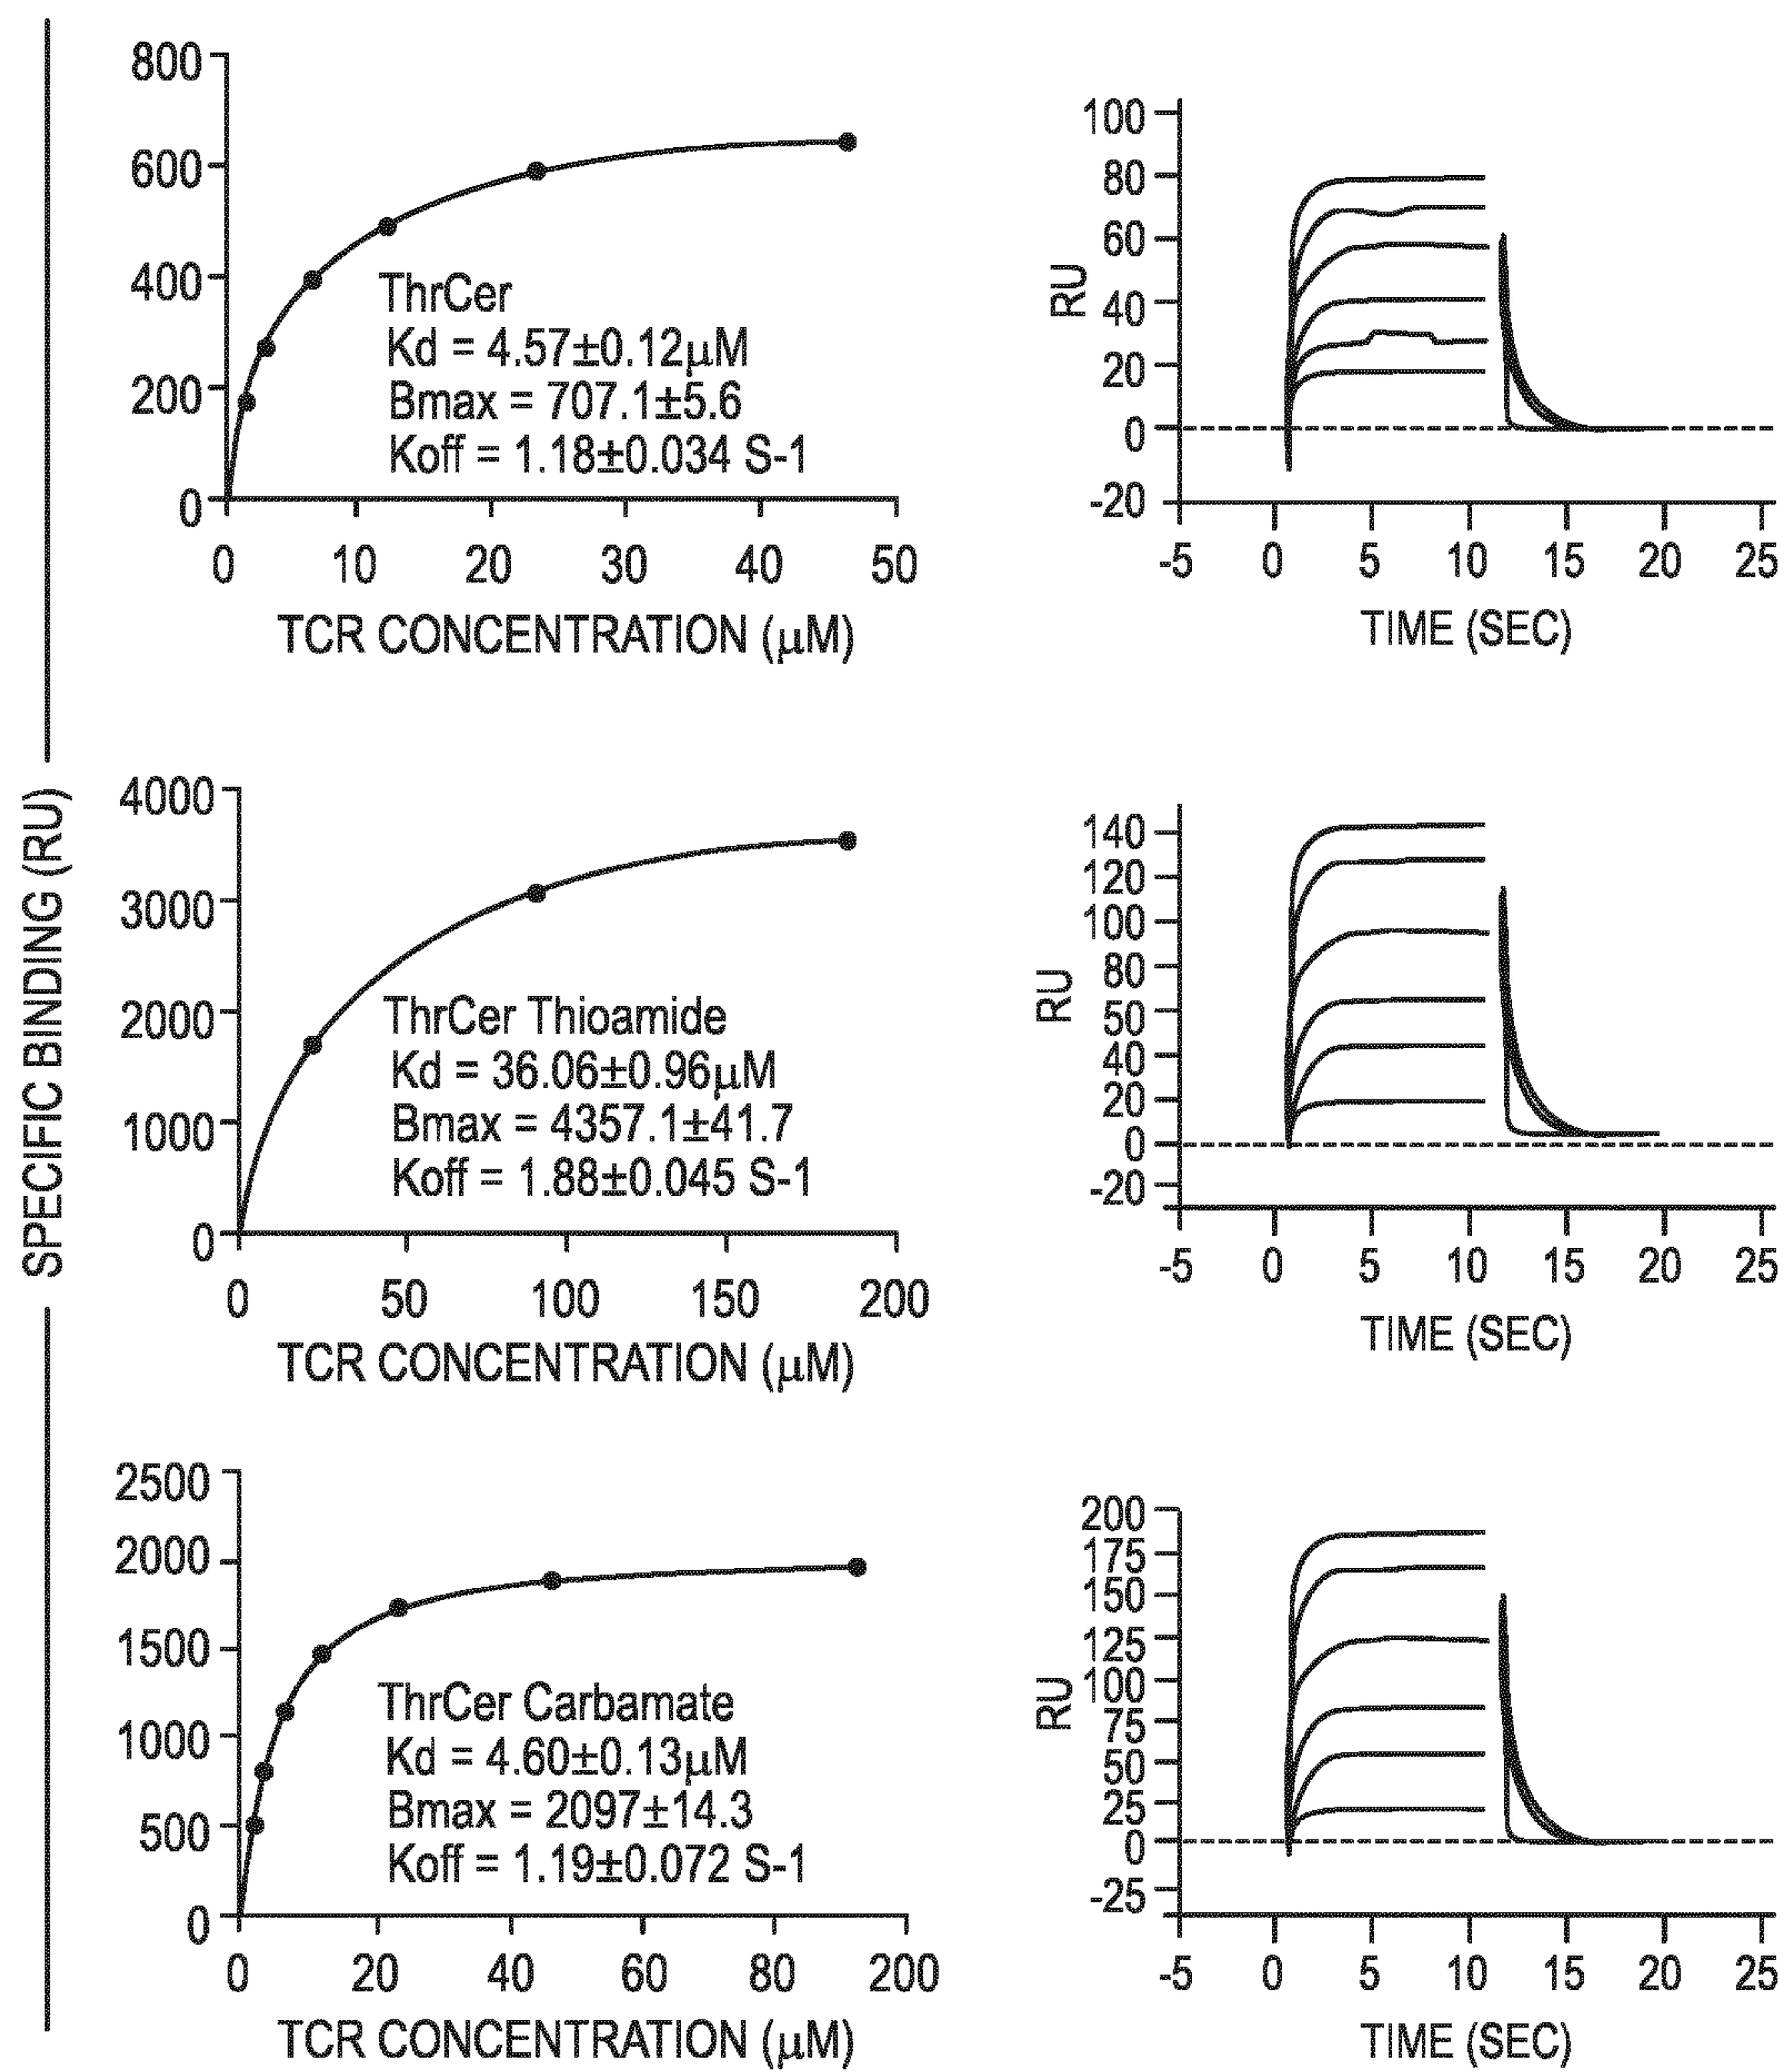 SPECIFIC BINDING (RU)
800
600
400
200
0
ThrCer
Kd = 4.57±0.12μM
Bmax = 707.1±5.6
Koff = 1.18±0.034 S-1
0 10 20 30 40 50
TCR CONCENTRATION (μM)
100
80
60
40
20
0
-20
RU
-5 0 5 10 15 20 25
TIME (SEC)
4000
3000
2000
1000
0
ThrCer Thioamide
Kd = 36.06±0.96μM
Bmax = 4357.1±41.7
Koff = 1.88±0.045 S-1
0 50 100 150 200
TCR CONCENTRATION (μM)
140
120
100
80
50
40
20
0
-20
RU
-5 0 5 10 15 20 25
TIME (SEC)
2500
2000
1500
1000
500
0
ThrCer Carbamate
Kd = 4.60±0.13μM
Bmax = 2097±14.3
Koff = 1.19±0.072 S-1
0 20 40 60 80 200
TCR CONCENTRATION (μM)
200
175
150
125
100
75
50
25
0
-25
RU
-5 0 5 10 15 20 25
TIME (SEC)